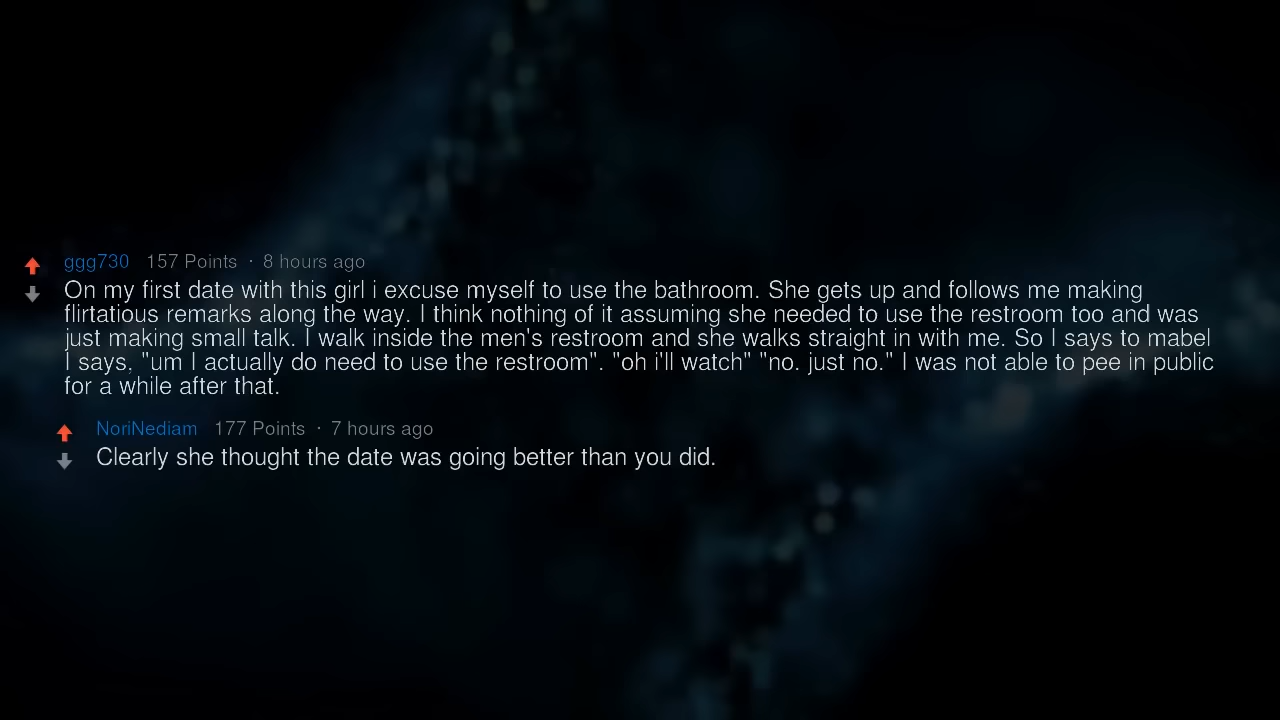 ggg730 157 Points · 8 hours ago
On my first date with this girl i excuse myself to use the bathroom. She gets up and follows me making
flirtatious remarks along the way. I think nothing of it assuming she needed to use the restroom too and was
just making small talk. I walk inside the men's restroom and she walks straight in with me. So I says to mabel
I says, "um I actually do need to use the restroom". "oh i'll watch" "no. just no." I was not able to pee in public
for a while after that.
NoriNediam 177 Points · 7 hours ago
Clearly she thought the date was going better than you did.